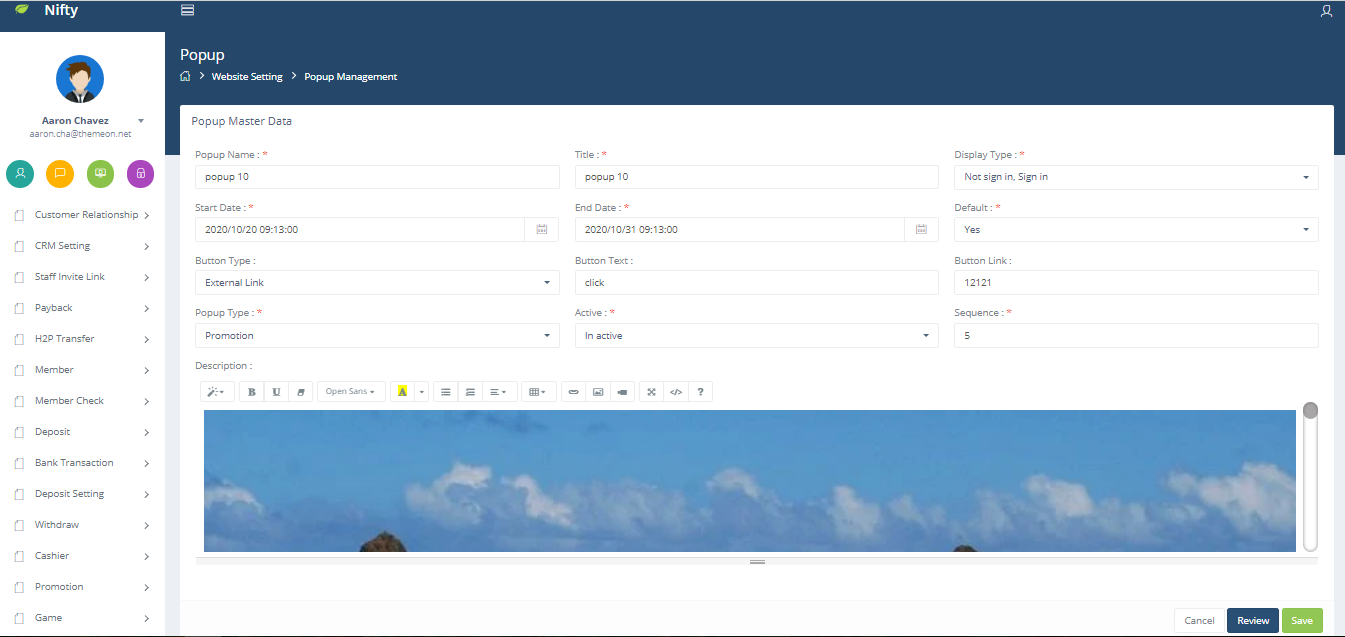 Nifty
Popup
Website Setting
Popup Management
Aaron Chavez
aaron.cha@themeon.net
Customer Relationship
CRM Setting
Staff Invite Link
Payback
H2P Transfer
Member
Member Check
Deposit
Bank Transaction
Deposit Setting
Withdraw
Cashier
Promotion
Game
Popup Master Data
Popup Name : * Title : * Display Type : *
popup 10 popup 10 Not sign in, Sign in
Start Date : * End Date : * Default : *
2020/10/20 09:13:00 2020/10/31 09:13:00 Yes
Button Type : Button Text : Button Link :
External Link click 12121
Popup Type : * Active : * Sequence : *
Promotion In active 5
Description :
B U Open Sans A </> ?
Cancel Review Save